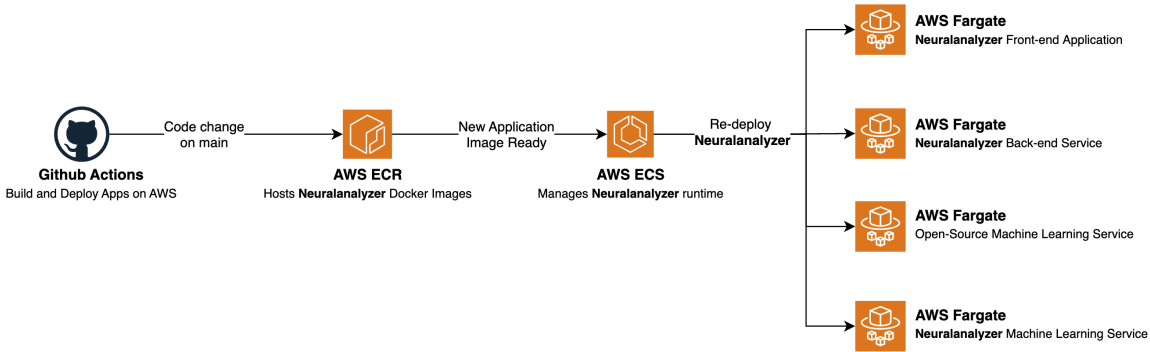 Github Actions
Build and Deploy Apps on AWS
Code change
on main
AWS ECR
Hosts Neuralanalyzer Docker Images
New Application
Image Ready
AWS ECS
Manages Neuralanalyzer runtime
Re-deploy
Neuralanalyzer
AWS Fargate
Neuralanalyzer Front-end Application
AWS Fargate
Neuralanalyzer Back-end Service
AWS Fargate
Open-Source Machine Learning Service
AWS Fargate
Neuralanalyzer Machine Learning Service